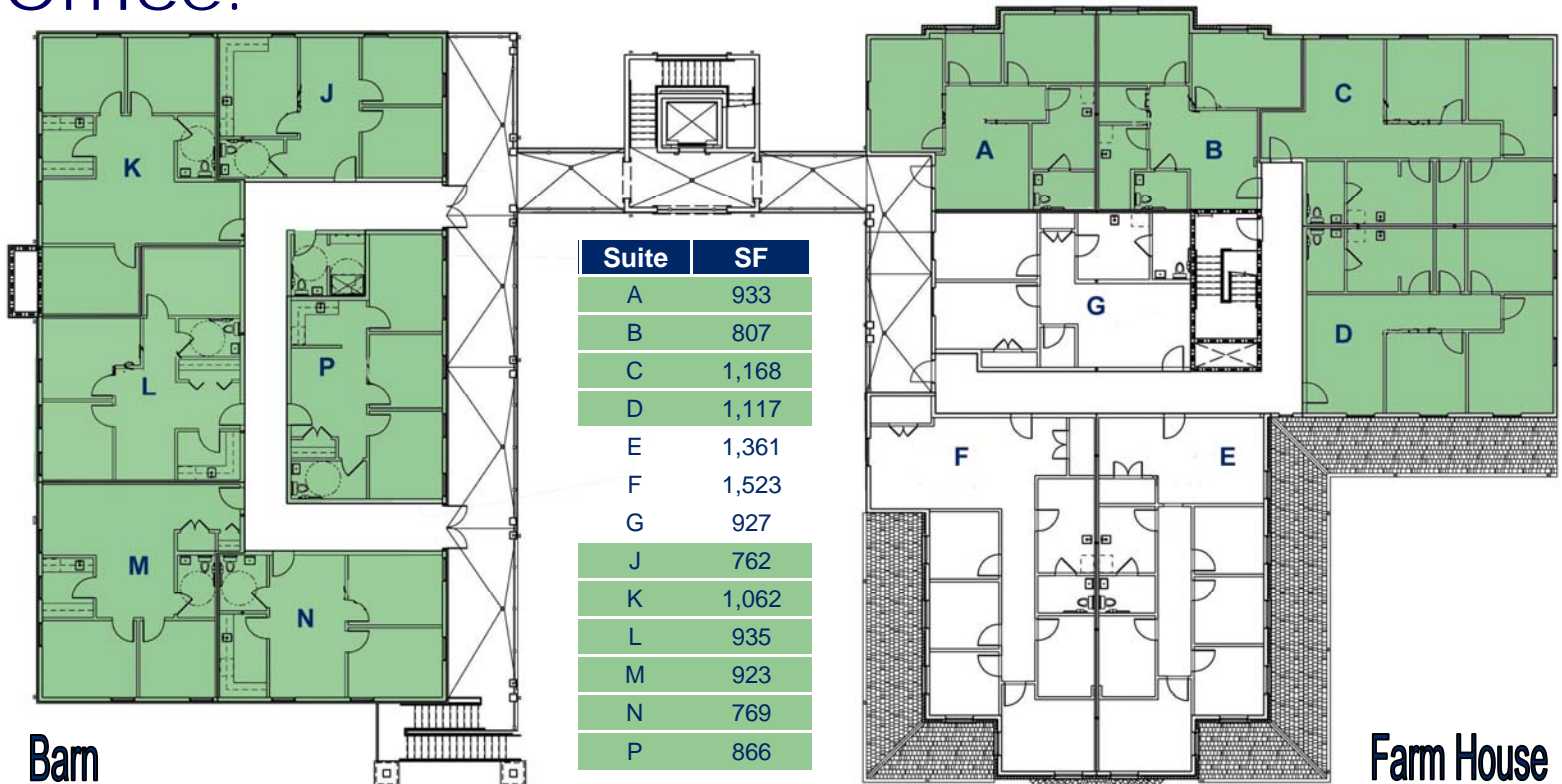 Office:
J
K
L
P
M
N
Barn
Suite SF
A 933
B 807
C 1,168
D 1,117
E 1,361
F 1,523
G 927
J 762
K 1,062
L 935
M 923
N 769
P 866
C
A
B
G
D
F
E
Farm House